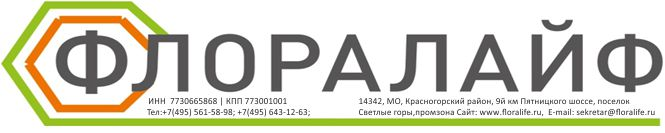 ФЛОРАЛАЙФ
ИНН 7730665868 | КПП 773001001
Тел:+7(495) 561-58-98; +7(495) 643-12-63;
14342, МО, Красногорский район, 9й км Пятницкого шоссе, поселок
Светлые горы,промзона Сайт: www.floralife.ru, E-mail: sekretar@floralife.ru